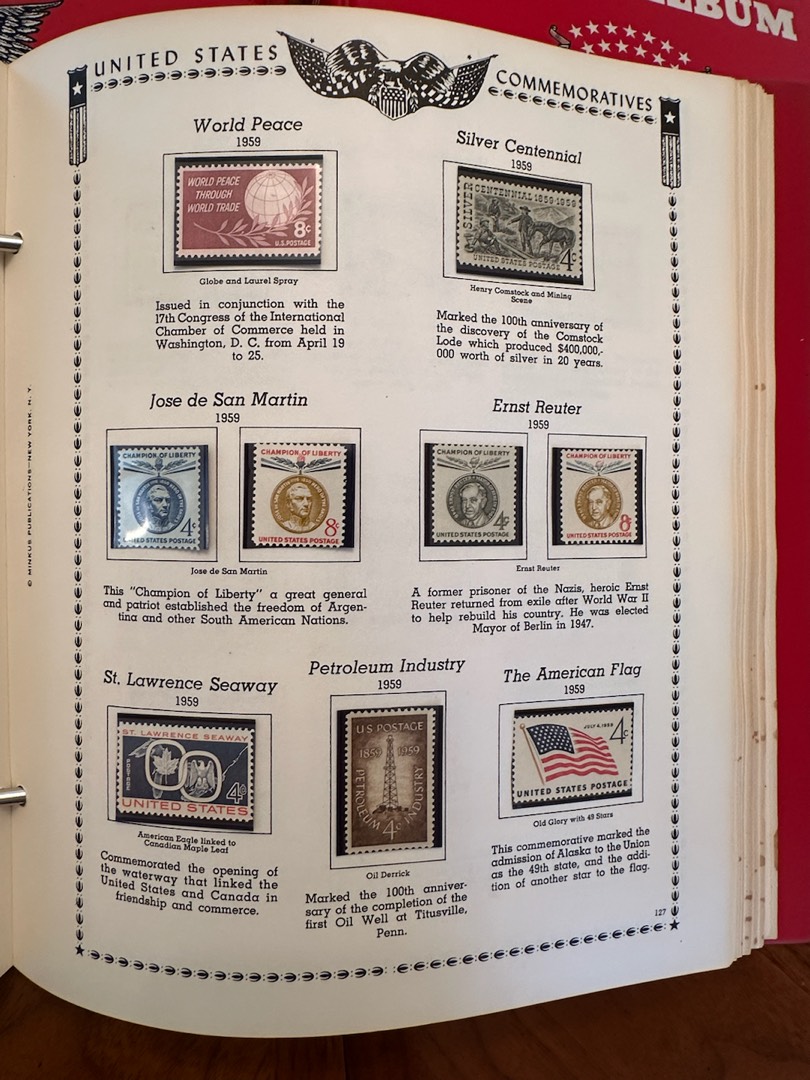 ALBUM
UNITED STATES
COMMEMORATIVES
World Peace
1959
WORLD PEACE
THROUGH
WORLD TRADE
8c
U.S. POSTAGE
Globe and Laurel Spray
Issued in conjunction with the
17th Congress of the International
Chamber of Commerce held in
Washington, D. C. from April 19
to 25.
Silver Centennial
1959
SILVER
CENTENNIAL 1859 1959
4c
UNITED STATES POSTAGE
Henry Comstock and Mining
Scene
Marked the 100th anniversary of
the discovery of the Comstock
Lode which produced $400,000,-
000 worth of silver in 20 years.
Jose de San Martin
1959
CHAMPION OF LIBERTY
4c
UNITED STATES POSTAGE
CHAMPION OF LIBERTY
8c
UNITED STATES POSTAGE
Jose de San Martin
This "Champion of Liberty" a great general
and patriot established the freedom of Argen-
tina and other South American Nations.
Ernst Reuter
1959
CHAMPION OF LIBERTY
4c
UNITED STATES POSTAGE
CHAMPION OF LIBERTY
8c
UNITED STATES POSTAGE
Ernst Reuter
A former prisoner of the Nazis, heroic Ernst
Reuter returned from exile after World War II
to help rebuild his country. He was elected
Mayor of Berlin in 1947.
St. Lawrence Seaway
1959
ST. LAWRENCE SEAWAY
POSTAGE
4c
UNITED STATES
American Eagle linked to
Canadian Maple Leaf
Commemorated the opening of
the waterway that linked the
United States and Canada in
friendship and commerce.
Petroleum Industry
1959
U S POSTAGE
1859 1959
PETROLEUM INDUSTRY
4c
Oil Derrick
Marked the 100th anniver-
sary of the completion of the
first Oil Well at Titusville,
Penn.
The American Flag
1959
JULY 4, 1959
4c
UNITED STATES POSTAGE
Old Glory with 49 Stars
This commemorative marked the
admission of Alaska to the Union
as the 49th state, and the addi-
tion of another star to the flag.
127
© MINKUS PUBLICATIONS—NEW YORK, N. Y.